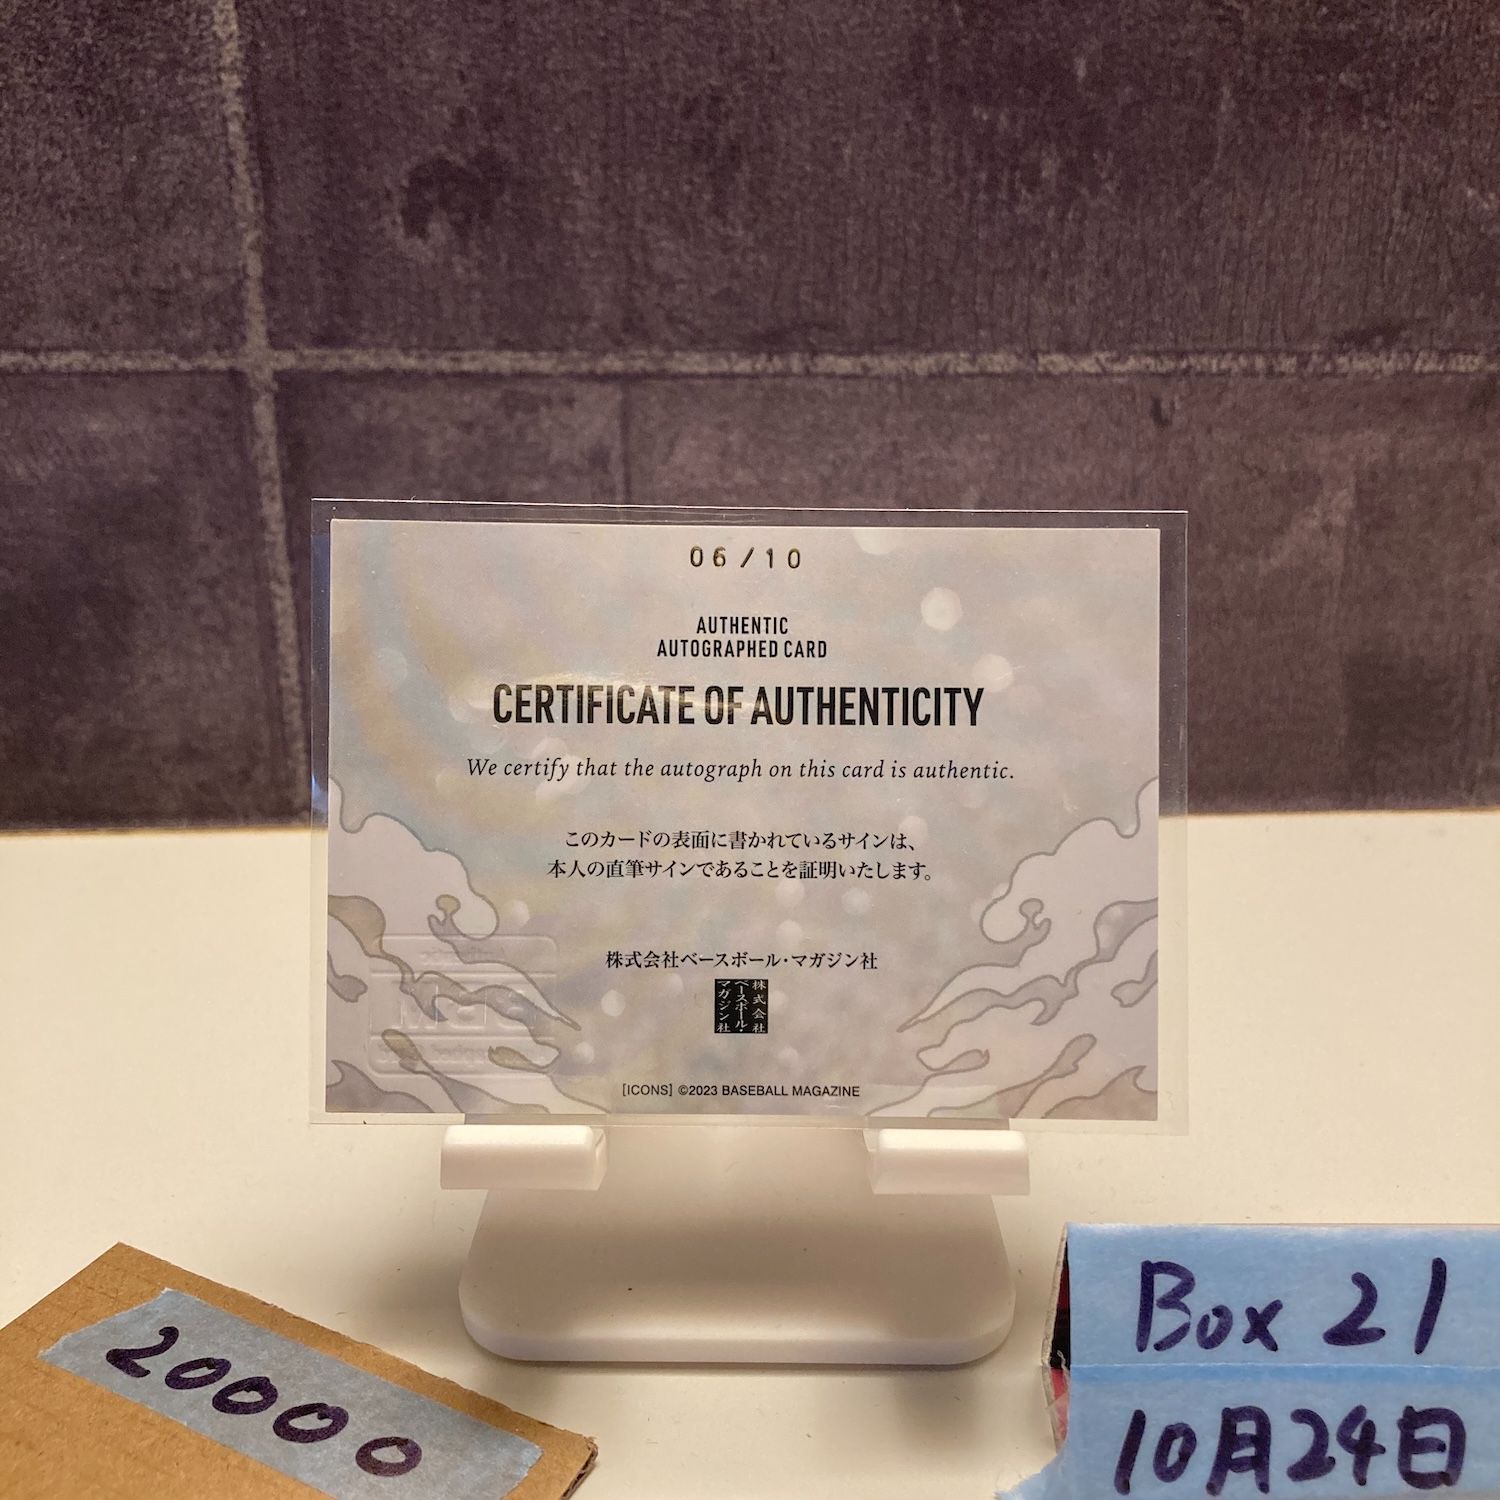 06/10
AUTHENTIC
AUTOGRAPHED CARD
CERTIFICATE OF AUTHENTICITY
We certify that the autograph on this card is authentic.
このカードの表面に書かれているサインは、
本人の直筆サインであることを証明いたします。
株式会社ベースボール・マガジン社
株式会社
ベースボール・
マガジン社
[ICONS] ©2023 BASEBALL MAGAZINE
20000
Box 21
10月24日